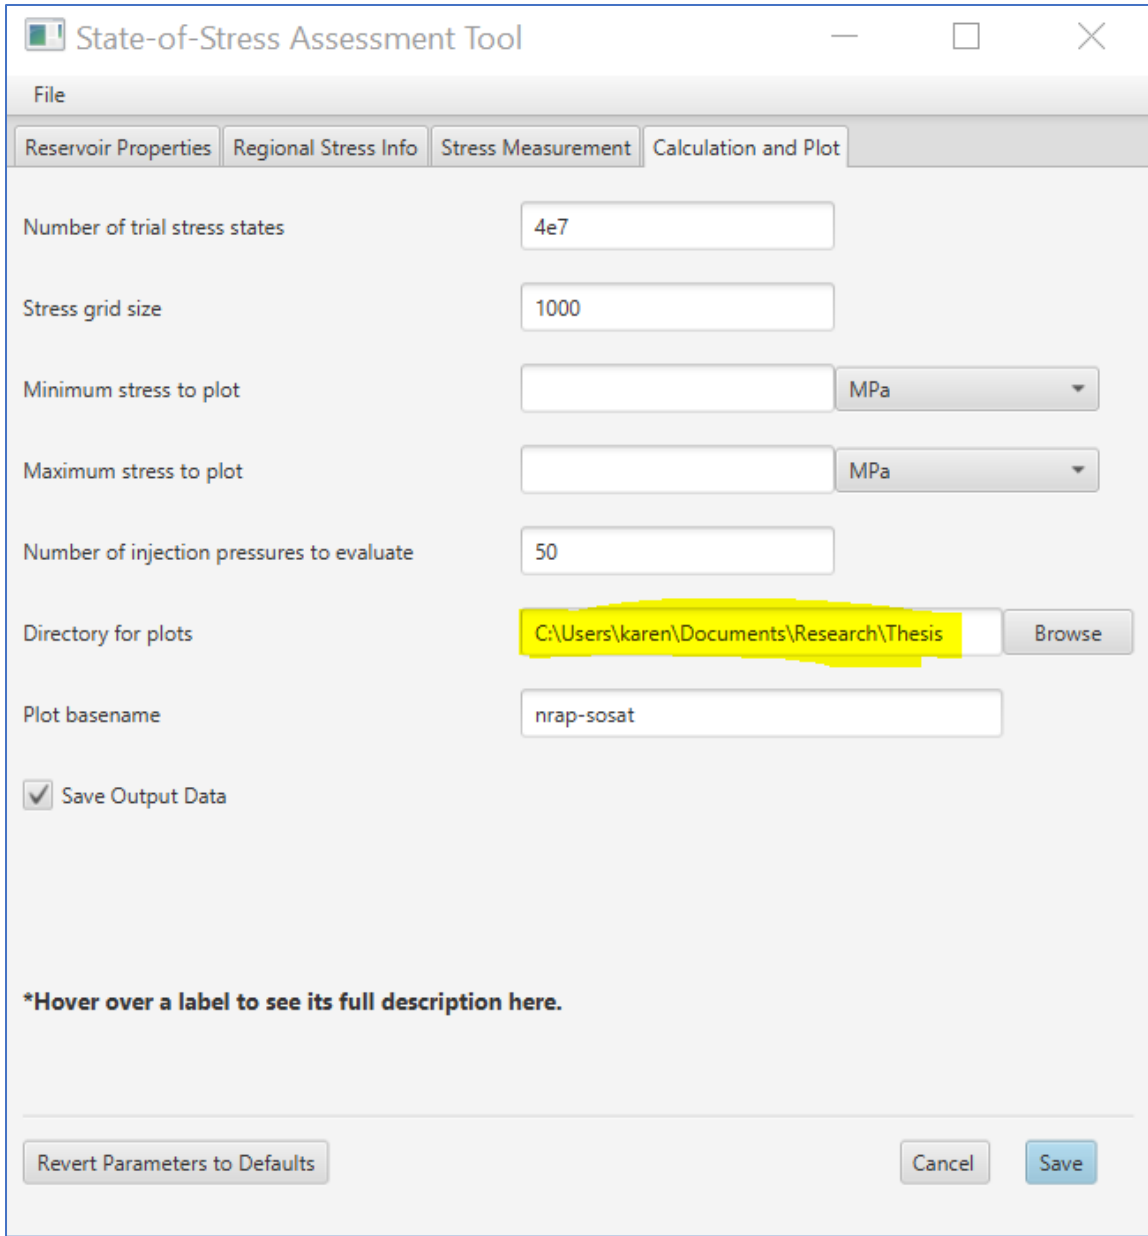 State-of-Stress Assessment Tool
File
Reservoir Properties Regional Stress Info Stress Measurement Calculation and Plot
Number of trial stress states 4e7
Stress grid size 1000
Minimum stress to plot MPa
Maximum stress to plot MPa
Number of injection pressures to evaluate 50
Directory for plots C:\Users\karen\Documents\Research\Thesis Browse
Plot basename nrap-sosat
Save Output Data
*Hover over a label to see its full description here.
Revert Parameters to Defaults Cancel Save